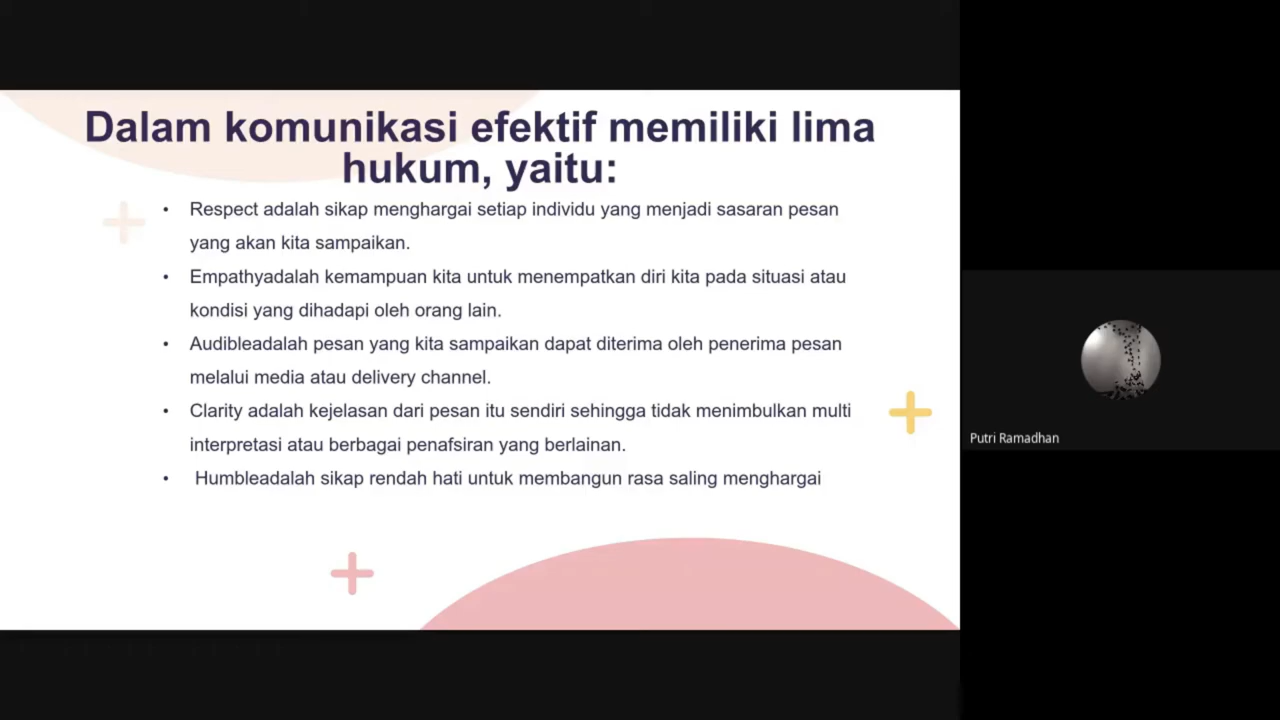 Dalam komunikasi efektif memiliki lima
hukum, yaitu:
• Respect adalah sikap menghargai setiap individu yang menjadi sasaran pesan
yang akan kita sampaikan.
• Empathyadalah kemampuan kita untuk menempatkan diri kita pada situasi atau
kondisi yang dihadapi oleh orang lain.
• Audibleadalah pesan yang kita sampaikan dapat diterima oleh penerima pesan
melalui media atau delivery channel.
• Clarity adalah kejelasan dari pesan itu sendiri sehingga tidak menimbulkan multi
interpretasi atau berbagai penafsiran yang berlainan.
• Humbleadalah sikap rendah hati untuk membangun rasa saling menghargai
Putri Ramadhan